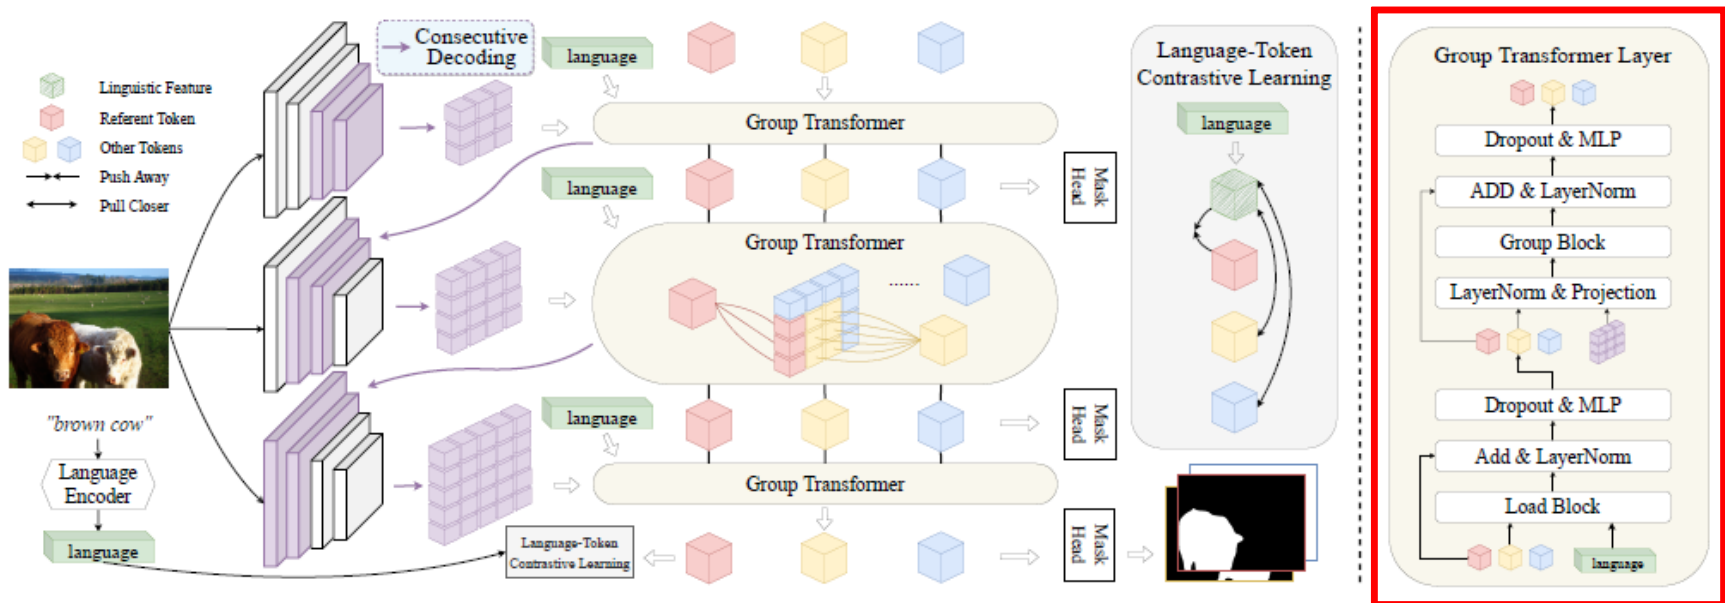 Linguistic Feature
Referent Token
Other Tokens
Push Away
Pull Closer
"brown cow"
Language
Encoder
language
Consecutive
Decoding
language
Group Transformer
language
Mask
Head
Group Transformer
......
language
Mask
Head
Group Transformer
Language-Token
Contrastive Learning
Mask
Head
Language-Token
Contrastive Learning
language
Group Transformer Layer
Dropout & MLP
ADD & LayerNorm
Group Block
LayerNorm & Projection
Dropout & MLP
Add & LayerNorm
Load Block
language